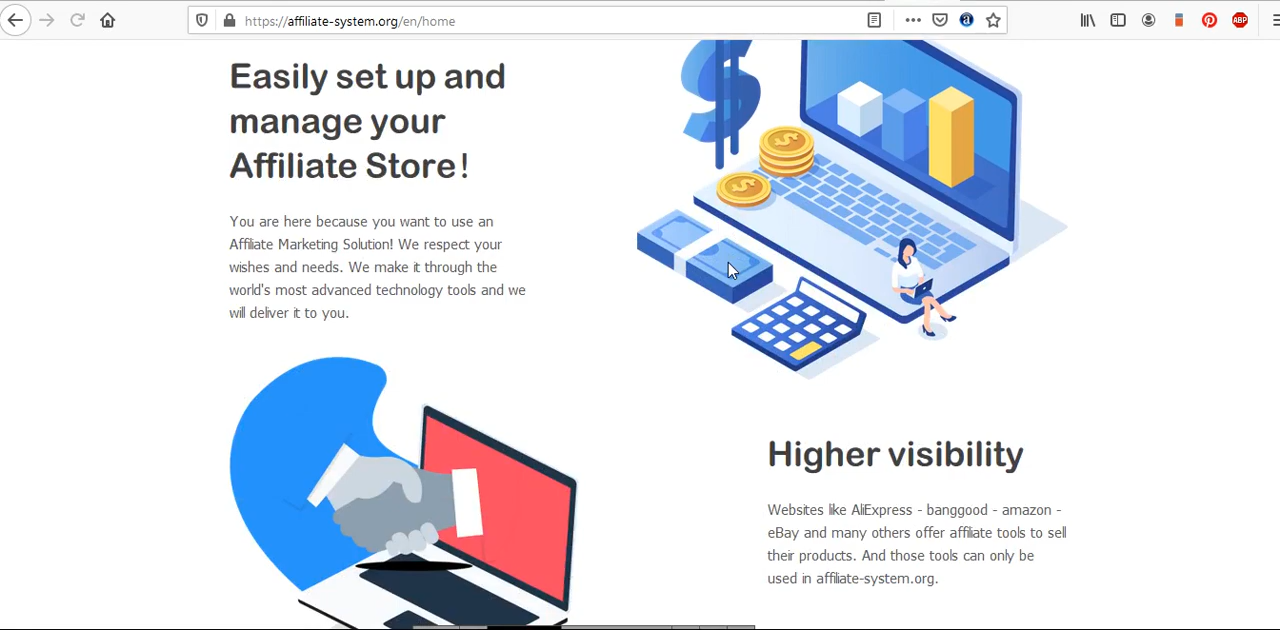 https://affiliate-system.org/en/home
ABP
Easily set up and
manage your
Affiliate Store!
You are here because you want to use an
Affiliate Marketing Solution! We respect your
wishes and needs. We make it through the
world's most advanced technology tools and we
will deliver it to you.
Higher visibility
Websites like AliExpress - banggood - amazon -
eBay and many others offer affliate tools to sell
their products. And those tools can only be
used in affiliate-system.org.